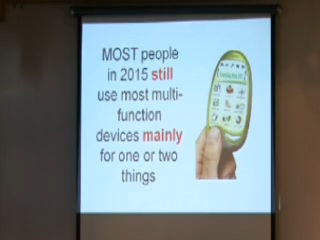 MOST people
in 2015 still
use most multi-
function
devices mainly
for one or two
things